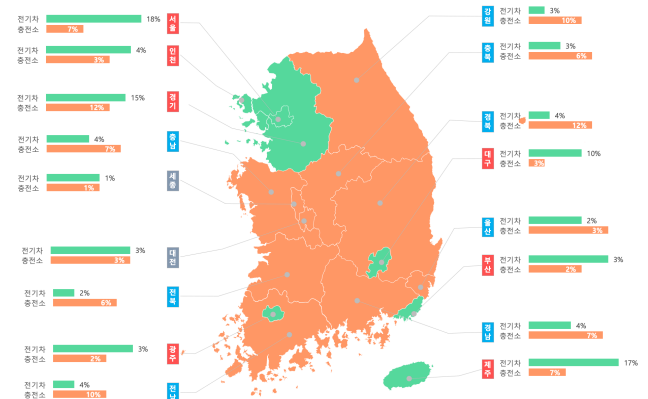 전기차 18%
충전소 7%
서울
전기차 4%
충전소 3%
인천
전기차 15%
충전소 12%
경기
전기차 4%
충전소 7%
충남
전기차 1%
충전소 1%
세종
전기차 3%
충전소 3%
대전
전기차 2%
충전소 6%
전북
전기차 3%
충전소 2%
광주
전기차 4%
충전소 10%
전남
강원
전기차 3%
충전소 10%
충북
전기차 3%
충전소 6%
경북
전기차 4%
충전소 12%
대구
전기차 10%
충전소 3%
울산
전기차 2%
충전소 3%
부산
전기차 3%
충전소 2%
경남
전기차 4%
충전소 7%
제주
전기차 17%
충전소 7%